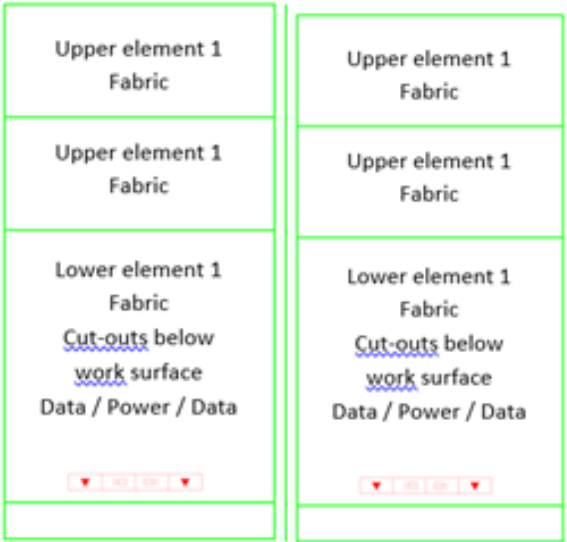 Upper element 1
Fabric
Upper element 1
Fabric
Lower element 1
Fabric
Cut-outs below
work surface
Data / Power / Data
Upper element 1
Fabric
Upper element 1
Fabric
Lower element 1
Fabric
Cut-outs below
work surface
Data / Power / Data